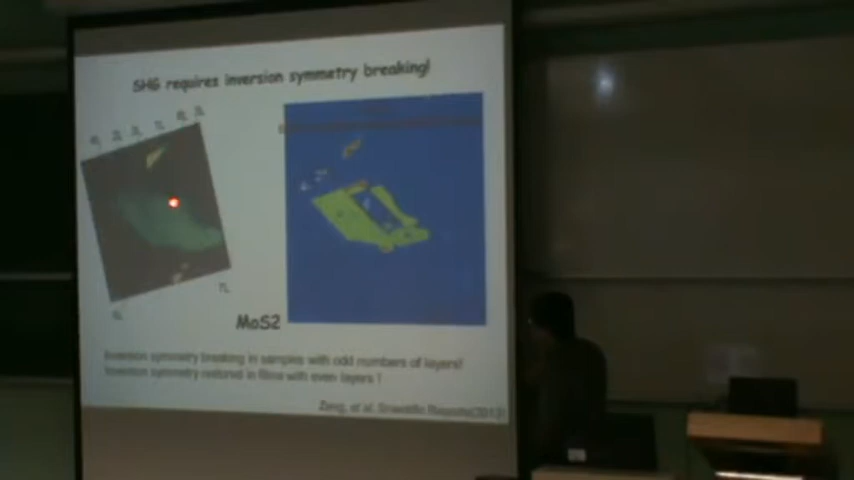 SHG requires inversion symmetry breaking!
MoS2
Inversion symmetry breaking in samples with odd numbers of layers!
Inversion symmetry restored in films with even layers !
Zeng, et al. Scientific Reports(2013)